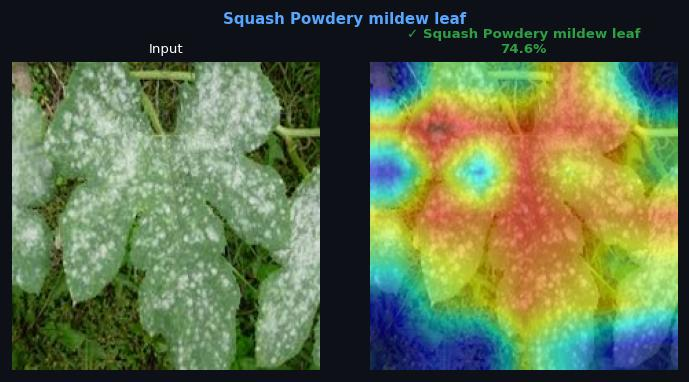 Squash Powdery mildew leaf
Input
✓ Squash Powdery mildew leaf
74.6%